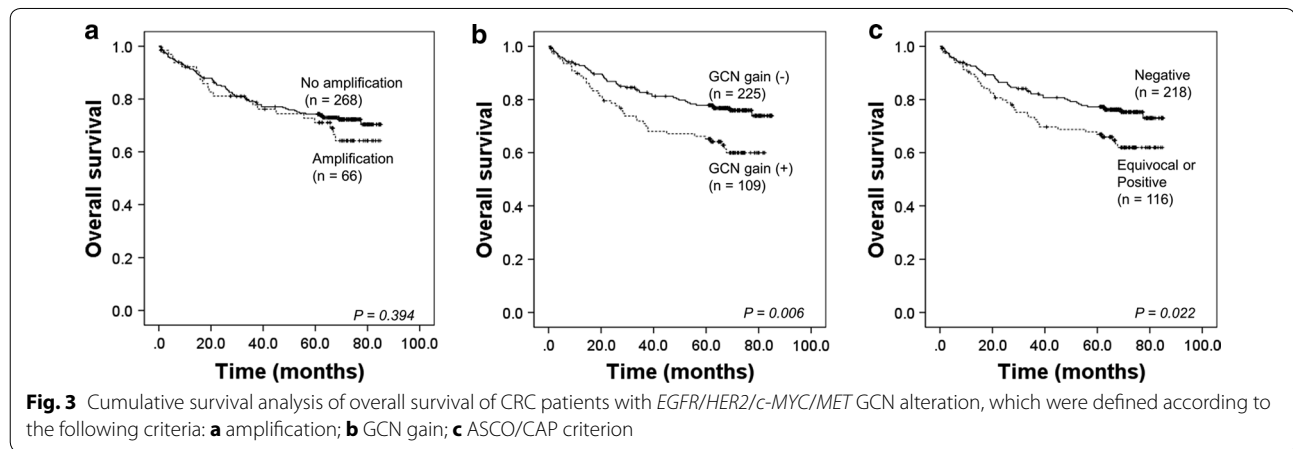 a
1.0
0.8
0.6
0.4
0.2
0.0
Overall survival
No amplification
(n = 268)
Amplification
(n = 66)
P = 0.394
.0 20.0 40.0 60.0 80.0 100.0
Time (months)
b
1.0
0.8
0.6
0.4
0.2
0.0
Overall survival
GCN gain (-)
(n = 225)
GCN gain (+)
(n = 109)
P = 0.006
.0 20.0 40.0 60.0 80.0 100.0
Time (months)
c
1.0
0.8
0.6
0.4
0.2
0.0
Overall survival
Negative
(n = 218)
Equivocal or
Positive
(n = 116)
P = 0.022
.0 20.0 40.0 60.0 80.0 100.0
Time (months)
Fig. 3 Cumulative survival analysis of overall survival of CRC patients with EGFR/HER2/c-MYC/MET GCN alteration, which were defined according to
the following criteria: a amplification; b GCN gain; c ASCO/CAP criterion